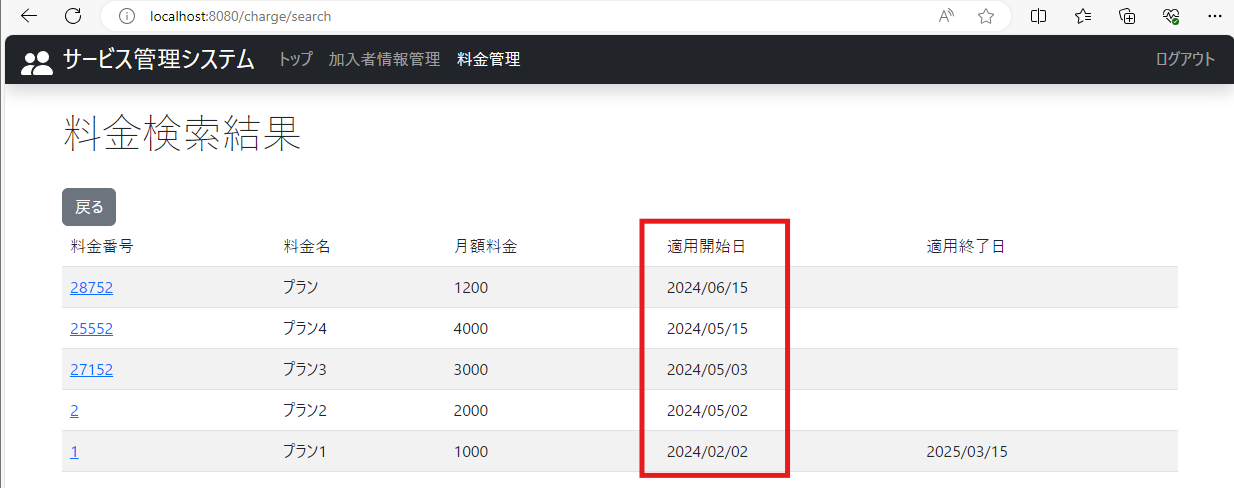 localhost:8080/charge/search
サービス管理システム トップ 加入者情報管理 料金管理 ログアウト
料金検索結果
戻る
料金番号 料金名 月額料金 適用開始日 適用終了日
28752 プラン 1200 2024/06/15
25552 プラン4 4000 2024/05/15
27152 プラン3 3000 2024/05/03
2 プラン2 2000 2024/05/02
1 プラン1 1000 2024/02/02 2025/03/15